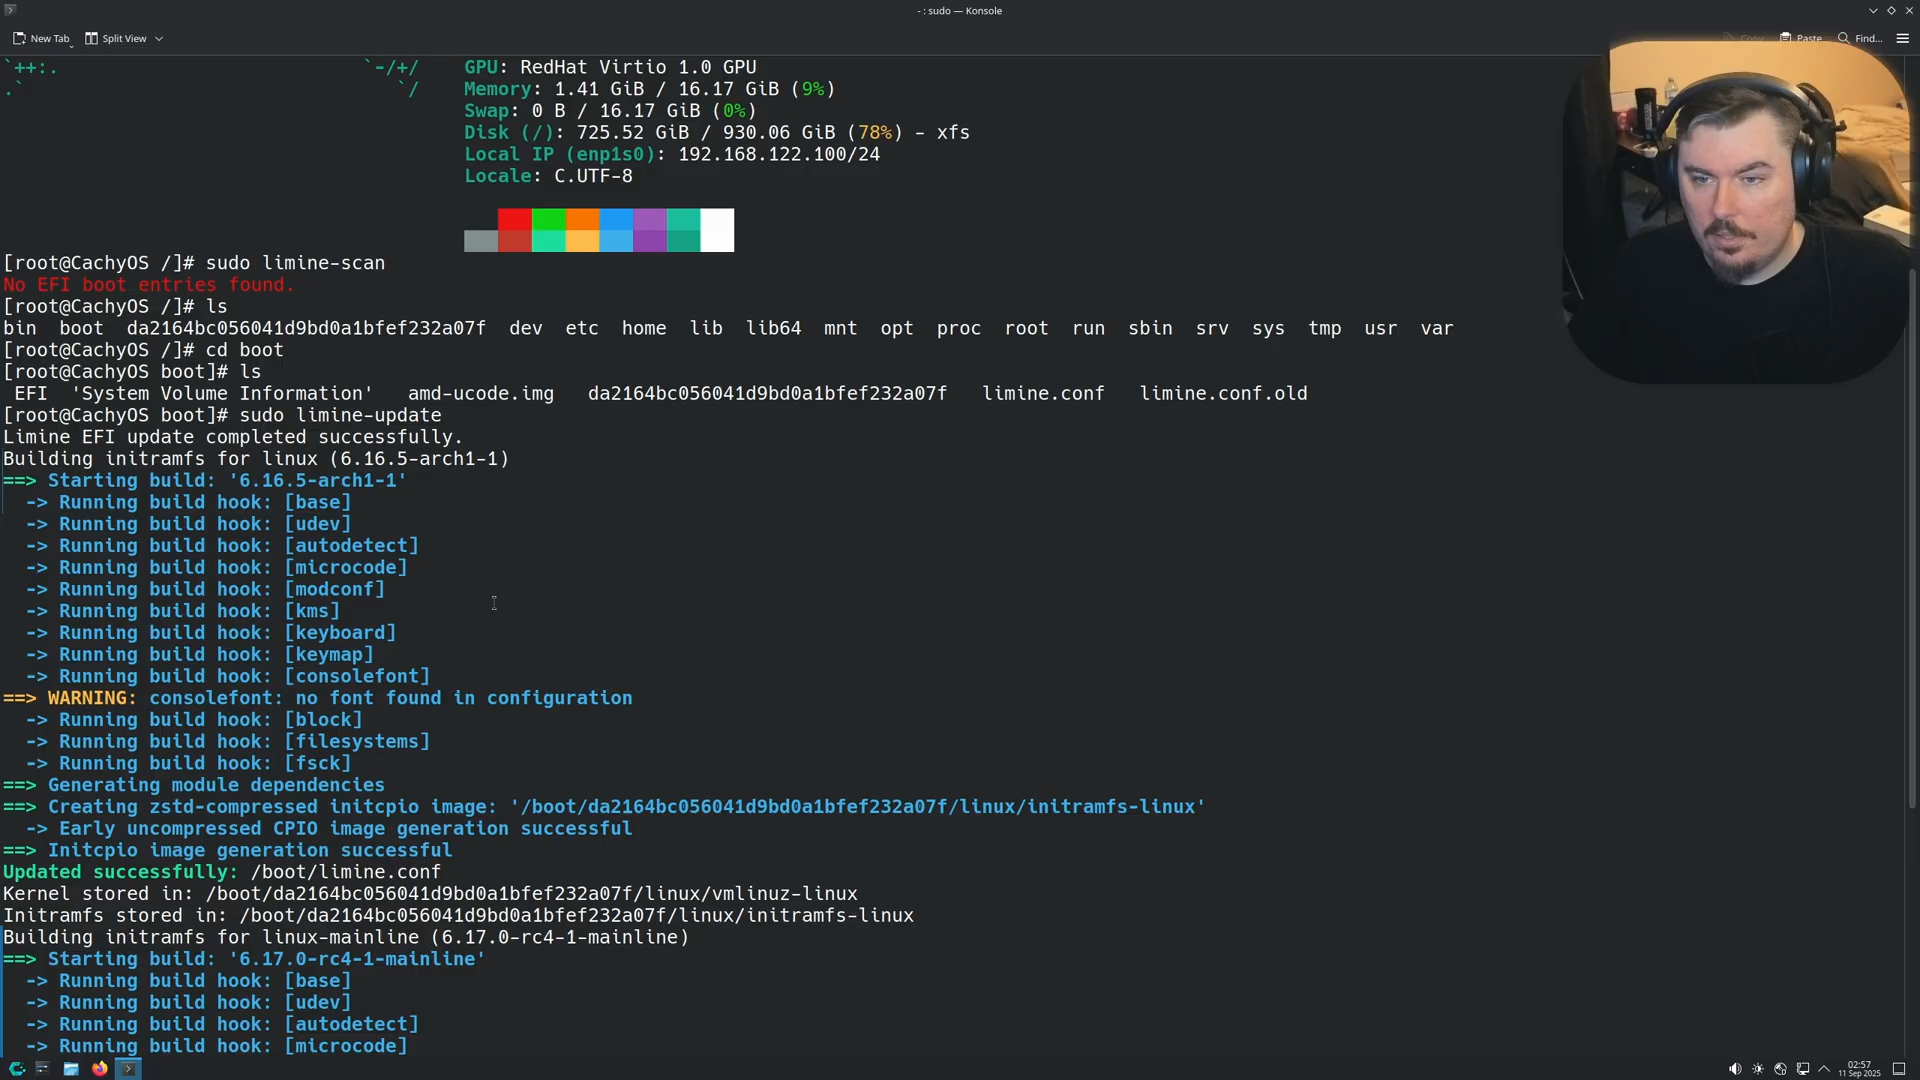 - : sudo — Konsole
New Tab
Split View
Copy
Paste
Find...
`++:. `-/+/ GPU: RedHat Virtio 1.0 GPU
.` `/ Memory: 1.41 GiB / 16.17 GiB (9%)
Swap: 0 B / 16.17 GiB (0%)
Disk (/): 725.52 GiB / 930.06 GiB (78%) - xfs
Local IP (enp1s0): 192.168.122.100/24
Locale: C.UTF-8
[root@CachyOS /]# sudo limine-scan
No EFI boot entries found.
[root@CachyOS /]# ls
bin boot da2164bc056041d9bd0a1bfef232a07f dev etc home lib lib64 mnt opt proc root run sbin srv sys tmp usr var
[root@CachyOS /]# cd boot
[root@CachyOS boot]# ls
EFI 'System Volume Information' amd-ucode.img da2164bc056041d9bd0a1bfef232a07f limine.conf limine.conf.old
[root@CachyOS boot]# sudo limine-update
Limine EFI update completed successfully.
Building initramfs for linux (6.16.5-arch1-1)
==> Starting build: '6.16.5-arch1-1'
-> Running build hook: [base]
-> Running build hook: [udev]
-> Running build hook: [autodetect]
-> Running build hook: [microcode]
-> Running build hook: [modconf]
-> Running build hook: [kms]
-> Running build hook: [keyboard]
-> Running build hook: [keymap]
-> Running build hook: [consolefont]
==> WARNING: consolefont: no font found in configuration
-> Running build hook: [block]
-> Running build hook: [filesystems]
-> Running build hook: [fsck]
==> Generating module dependencies
==> Creating zstd-compressed initcpio image: '/boot/da2164bc056041d9bd0a1bfef232a07f/linux/initramfs-linux'
-> Early uncompressed CPIO image generation successful
==> Initcpio image generation successful
Updated successfully: /boot/limine.conf
Kernel stored in: /boot/da2164bc056041d9bd0a1bfef232a07f/linux/vmlinuz-linux
Initramfs stored in: /boot/da2164bc056041d9bd0a1bfef232a07f/linux/initramfs-linux
Building initramfs for linux-mainline (6.17.0-rc4-1-mainline)
==> Starting build: '6.17.0-rc4-1-mainline'
-> Running build hook: [base]
-> Running build hook: [udev]
-> Running build hook: [autodetect]
-> Running build hook: [microcode]
02:57
11 Sep 2025